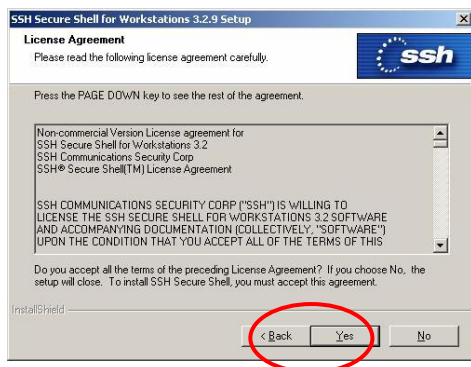 SSH Secure Shell for Workstations 3.2.9 Setup
License Agreement
Please read the following license agreement carefully.
ssh
Press the PAGE DOWN key to see the rest of the agreement.
Non-commercial Version License agreement for
SSH Secure Shell for Workstations 3.2
SSH Communications Security Corp
SSH® Secure Shell(TM) License Agreement
SSH COMMUNICATIONS SECURITY CORP ("SSH") IS WILLING TO
LICENSE THE SSH SECURE SHELL FOR WORKSTATIONS 3.2 SOFTWARE
AND ACCOMPANYING DOCUMENTATION (COLLECTIVELY, "SOFTWARE")
UPON THE CONDITION THAT YOU ACCEPT ALL OF THE TERMS OF THIS
Do you accept all the terms of the preceding License Agreement? If you choose No, the
setup will close. To install SSH Secure Shell, you must accept this agreement.
InstallShield
< Back Yes No